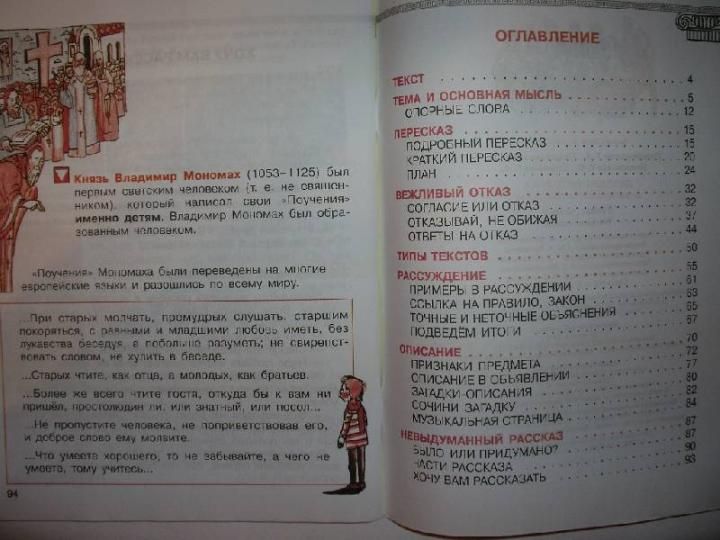 Князь Владимир Мономах (1053–1125) был
первым светским человеком (т. е. не священ-
ником), который написал свои «Поучения»
именно детям. Владимир Мономах был обра-
зованным человеком.
«Поучения» Мономаха были переведены на многие
европейские языки и разошлись по всему миру.
...При старых молчать, премудрых слушать, старшим
покоряться, с равными и младшими любовь иметь, без
лукавства беседуя, а побольше разуметь; не свиренст-
вовать словом, не хулить в беседе.
...Старых чтите, как отца, а молодых, как братьев.
...Более же всего чтите гостя, откуда бы к вам ни
пришёл, простолюдин ли, или знатный, или посол...
...Не пропустите человека, не поприветствовав его,
и доброе слово ему молвите.
...Что умеете хорошего, то не забывайте, а чего не
умеете, тому учитесь...
94
ОГЛАВЛЕНИЕ
ТЕКСТ 4
ТЕМА И ОСНОВНАЯ МЫСЛЬ 5
ОПОРНЫЕ СЛОВА 12
ПЕРЕСКАЗ 15
ПОДРОБНЫЙ ПЕРЕСКАЗ 15
КРАТКИЙ ПЕРЕСКАЗ 20
ПЛАН 24
ВЕЖЛИВЫЙ ОТКАЗ 32
СОГЛАСИЕ ИЛИ ОТКАЗ 32
ОТКАЗЫВАЙ, НЕ ОБИЖАЯ 37
ОТВЕТЫ НА ОТКАЗ 44
ТИПЫ ТЕКСТОВ 50
РАССУЖДЕНИЕ 55
ПРИМЕРЫ В РАССУЖДЕНИИ 61
ССЫЛКА НА ПРАВИЛО, ЗАКОН 63
ТОЧНЫЕ И НЕТОЧНЫЕ ОБЪЯСНЕНИЯ 65
ПОДВЕДЁМ ИТОГИ 67
ОПИСАНИЕ 70
ПРИЗНАКИ ПРЕДМЕТА 72
ОПИСАНИЕ В ОБЪЯВЛЕНИИ 77
ЗАГАДКИ-ОПИСАНИЯ 80
СОЧИНИ ЗАГАДКУ 82
МУЗЫКАЛЬНАЯ СТРАНИЦА 84
НЕВЫДУМАННЫЙ РАССКАЗ 87
БЫЛО ИЛИ ПРИДУМАНО? 87
ЧАСТИ РАССКАЗА 90
ХОЧУ ВАМ РАССКАЗАТЬ 93